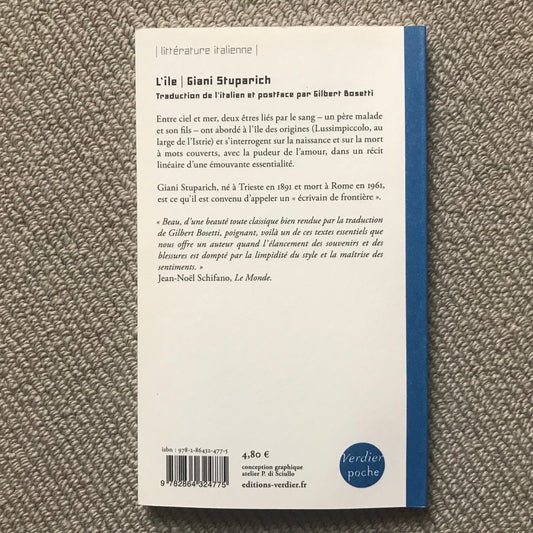 | littérature italienne |
L'île | Giani Stuparich
Traduction de l'italien et postface par Gilbert Bosetti
Entre ciel et mer, deux êtres liés par le sang – un père malade
et son fils – ont abordé à l'île des origines (Lussimpiccolo, au
large de l'Istrie) et s'interrogent sur la naissance et sur la mort
à mots couverts, avec la pudeur de l'amour, dans un récit
linéaire d'une émouvante essentialité.
Giani Stuparich, né à Trieste en 1891 et mort à Rome en 1961,
est ce qu'il est convenu d'appeler un « écrivain de frontière ».
« Beau, d'une beauté toute classique bien rendue par la traduction
de Gilbert Bosetti, poignant, voilà un de ces textes essentiels que
nous offre un auteur quand l'élancement des souvenirs et des
blessures est dompté par la limpidité du style et la maîtrise des
sentiments. »
Jean-Noël Schifano, Le Monde.
isbn : 978-2-86432-477-5
9 782864 324775
4,80 €
conception graphique
atelier P. di Sciullo
editions-verdier.fr
Verdier
poche